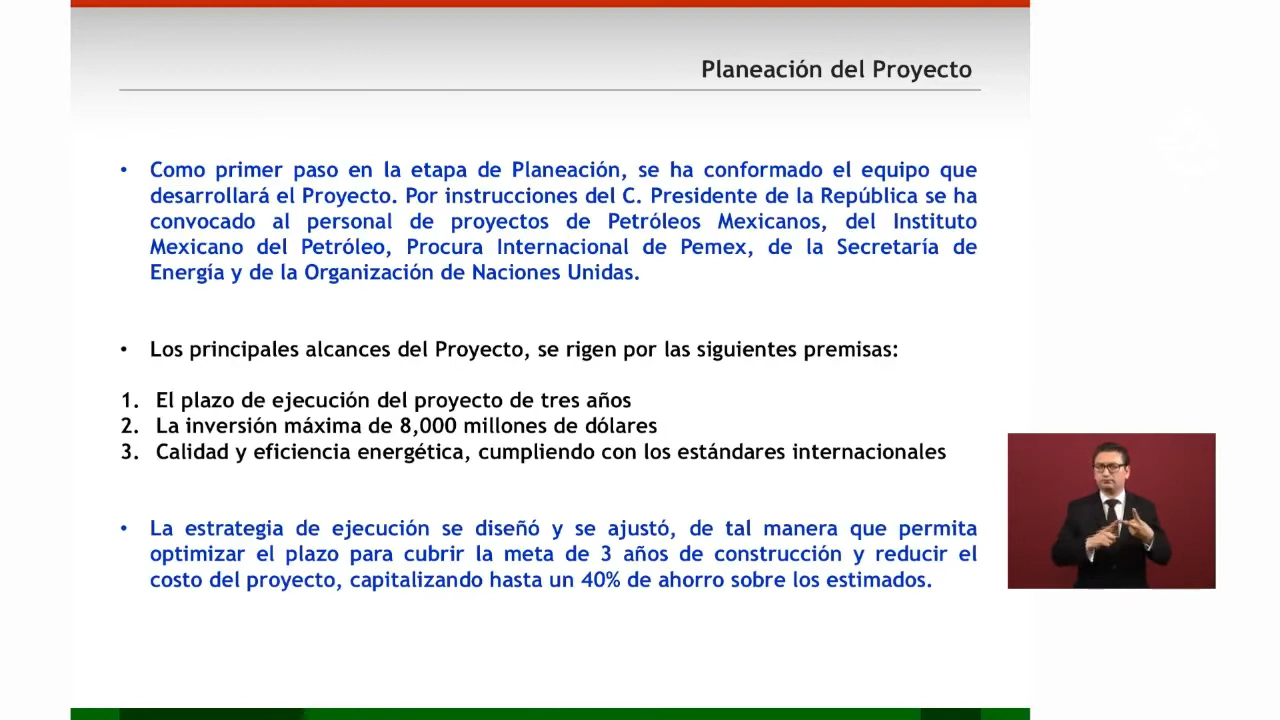 Planeación del Proyecto
• Como primer paso en la etapa de Planeación, se ha conformado el equipo que
desarrollará el Proyecto. Por instrucciones del C. Presidente de la República se ha
convocado al personal de proyectos de Petróleos Mexicanos, del Instituto
Mexicano del Petróleo, Procura Internacional de Pemex, de la Secretaría de
Energía y de la Organización de Naciones Unidas.
• Los principales alcances del Proyecto, se rigen por las siguientes premisas:
1. El plazo de ejecución del proyecto de tres años
2. La inversión máxima de 8,000 millones de dólares
3. Calidad y eficiencia energética, cumpliendo con los estándares internacionales
• La estrategia de ejecución se diseñó y se ajustó, de tal manera que permita
optimizar el plazo para cubrir la meta de 3 años de construcción y reducir el
costo del proyecto, capitalizando hasta un 40% de ahorro sobre los estimados.